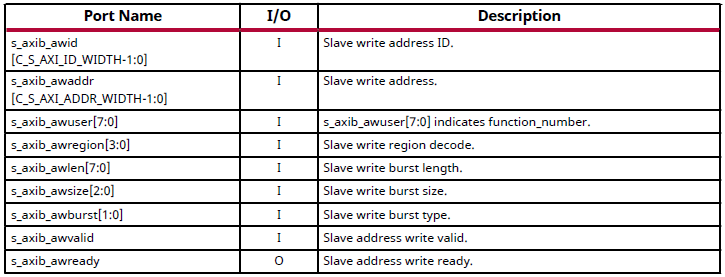 Port Name I/O Description
s_axib_awid I Slave write address ID.
[C_S_AXI_ID_WIDTH-1:0]
s_axib_awaddr I Slave write address.
[C_S_AXI_ADDR_WIDTH-1:0]
s_axib_awuser[7:0] I s_axib_awuser[7:0] indicates function_number.
s_axib_awregion[3:0] I Slave write region decode.
s_axib_awlen[7:0] I Slave write burst length.
s_axib_awsize[2:0] I Slave write burst size.
s_axib_awburst[1:0] I Slave write burst type.
s_axib_awvalid I Slave address write valid.
s_axib_awready O Slave address write ready.